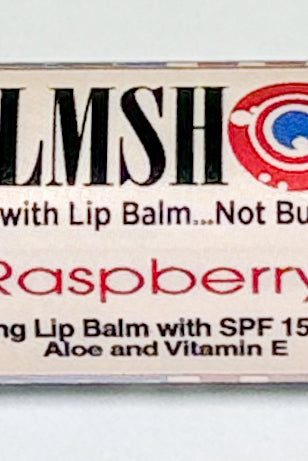 LMSH
with Lip Balm...Not Bu
Raspberry
ng Lip Balm with SPF 15
Aloe and Vitamin E